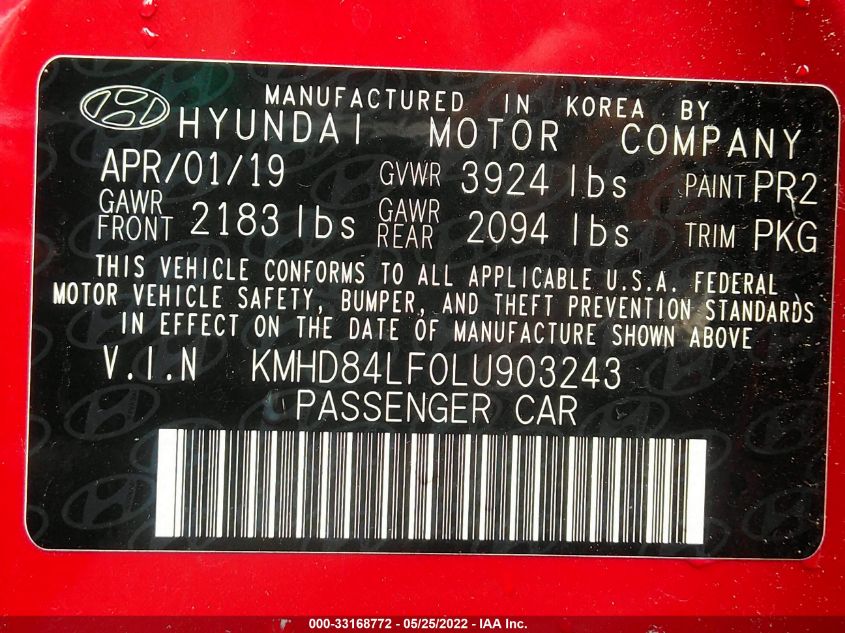 MANUFACTURED IN KOREA BY
HYUNDAI MOTOR COMPANY
APR/01/19 GVWR 3924 lbs PAINT PR2
GAWR FRONT 2183 lbs GAWR REAR 2094 lbs TRIM PKG
THIS VEHICLE CONFORMS TO ALL APPLICABLE U.S.A. FEDERAL
MOTOR VEHICLE SAFETY, BUMPER, AND THEFT PREVENTION STANDARDS
IN EFFECT ON THE DATE OF MANUFACTURE SHOWN ABOVE
V.I.N KMHD84LF0LU903243
PASSENGER CAR
000-33168772 - 05/25/2022 - IAA Inc.